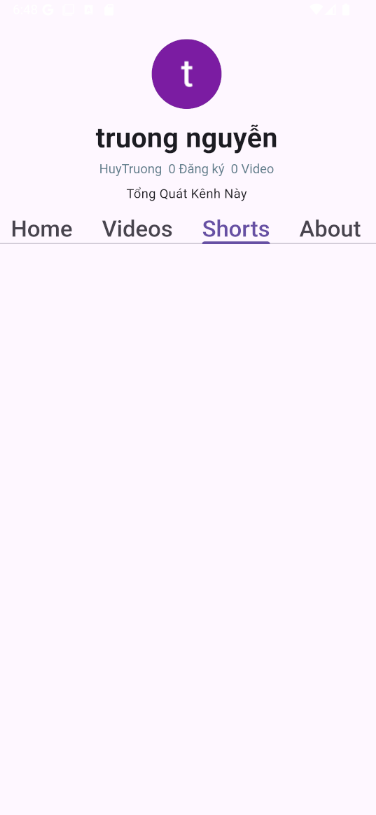 t
truong nguyễn
HuyTruong 0 Đăng ký 0 Video
Tổng Quát Kênh Này
Home Videos Shorts About